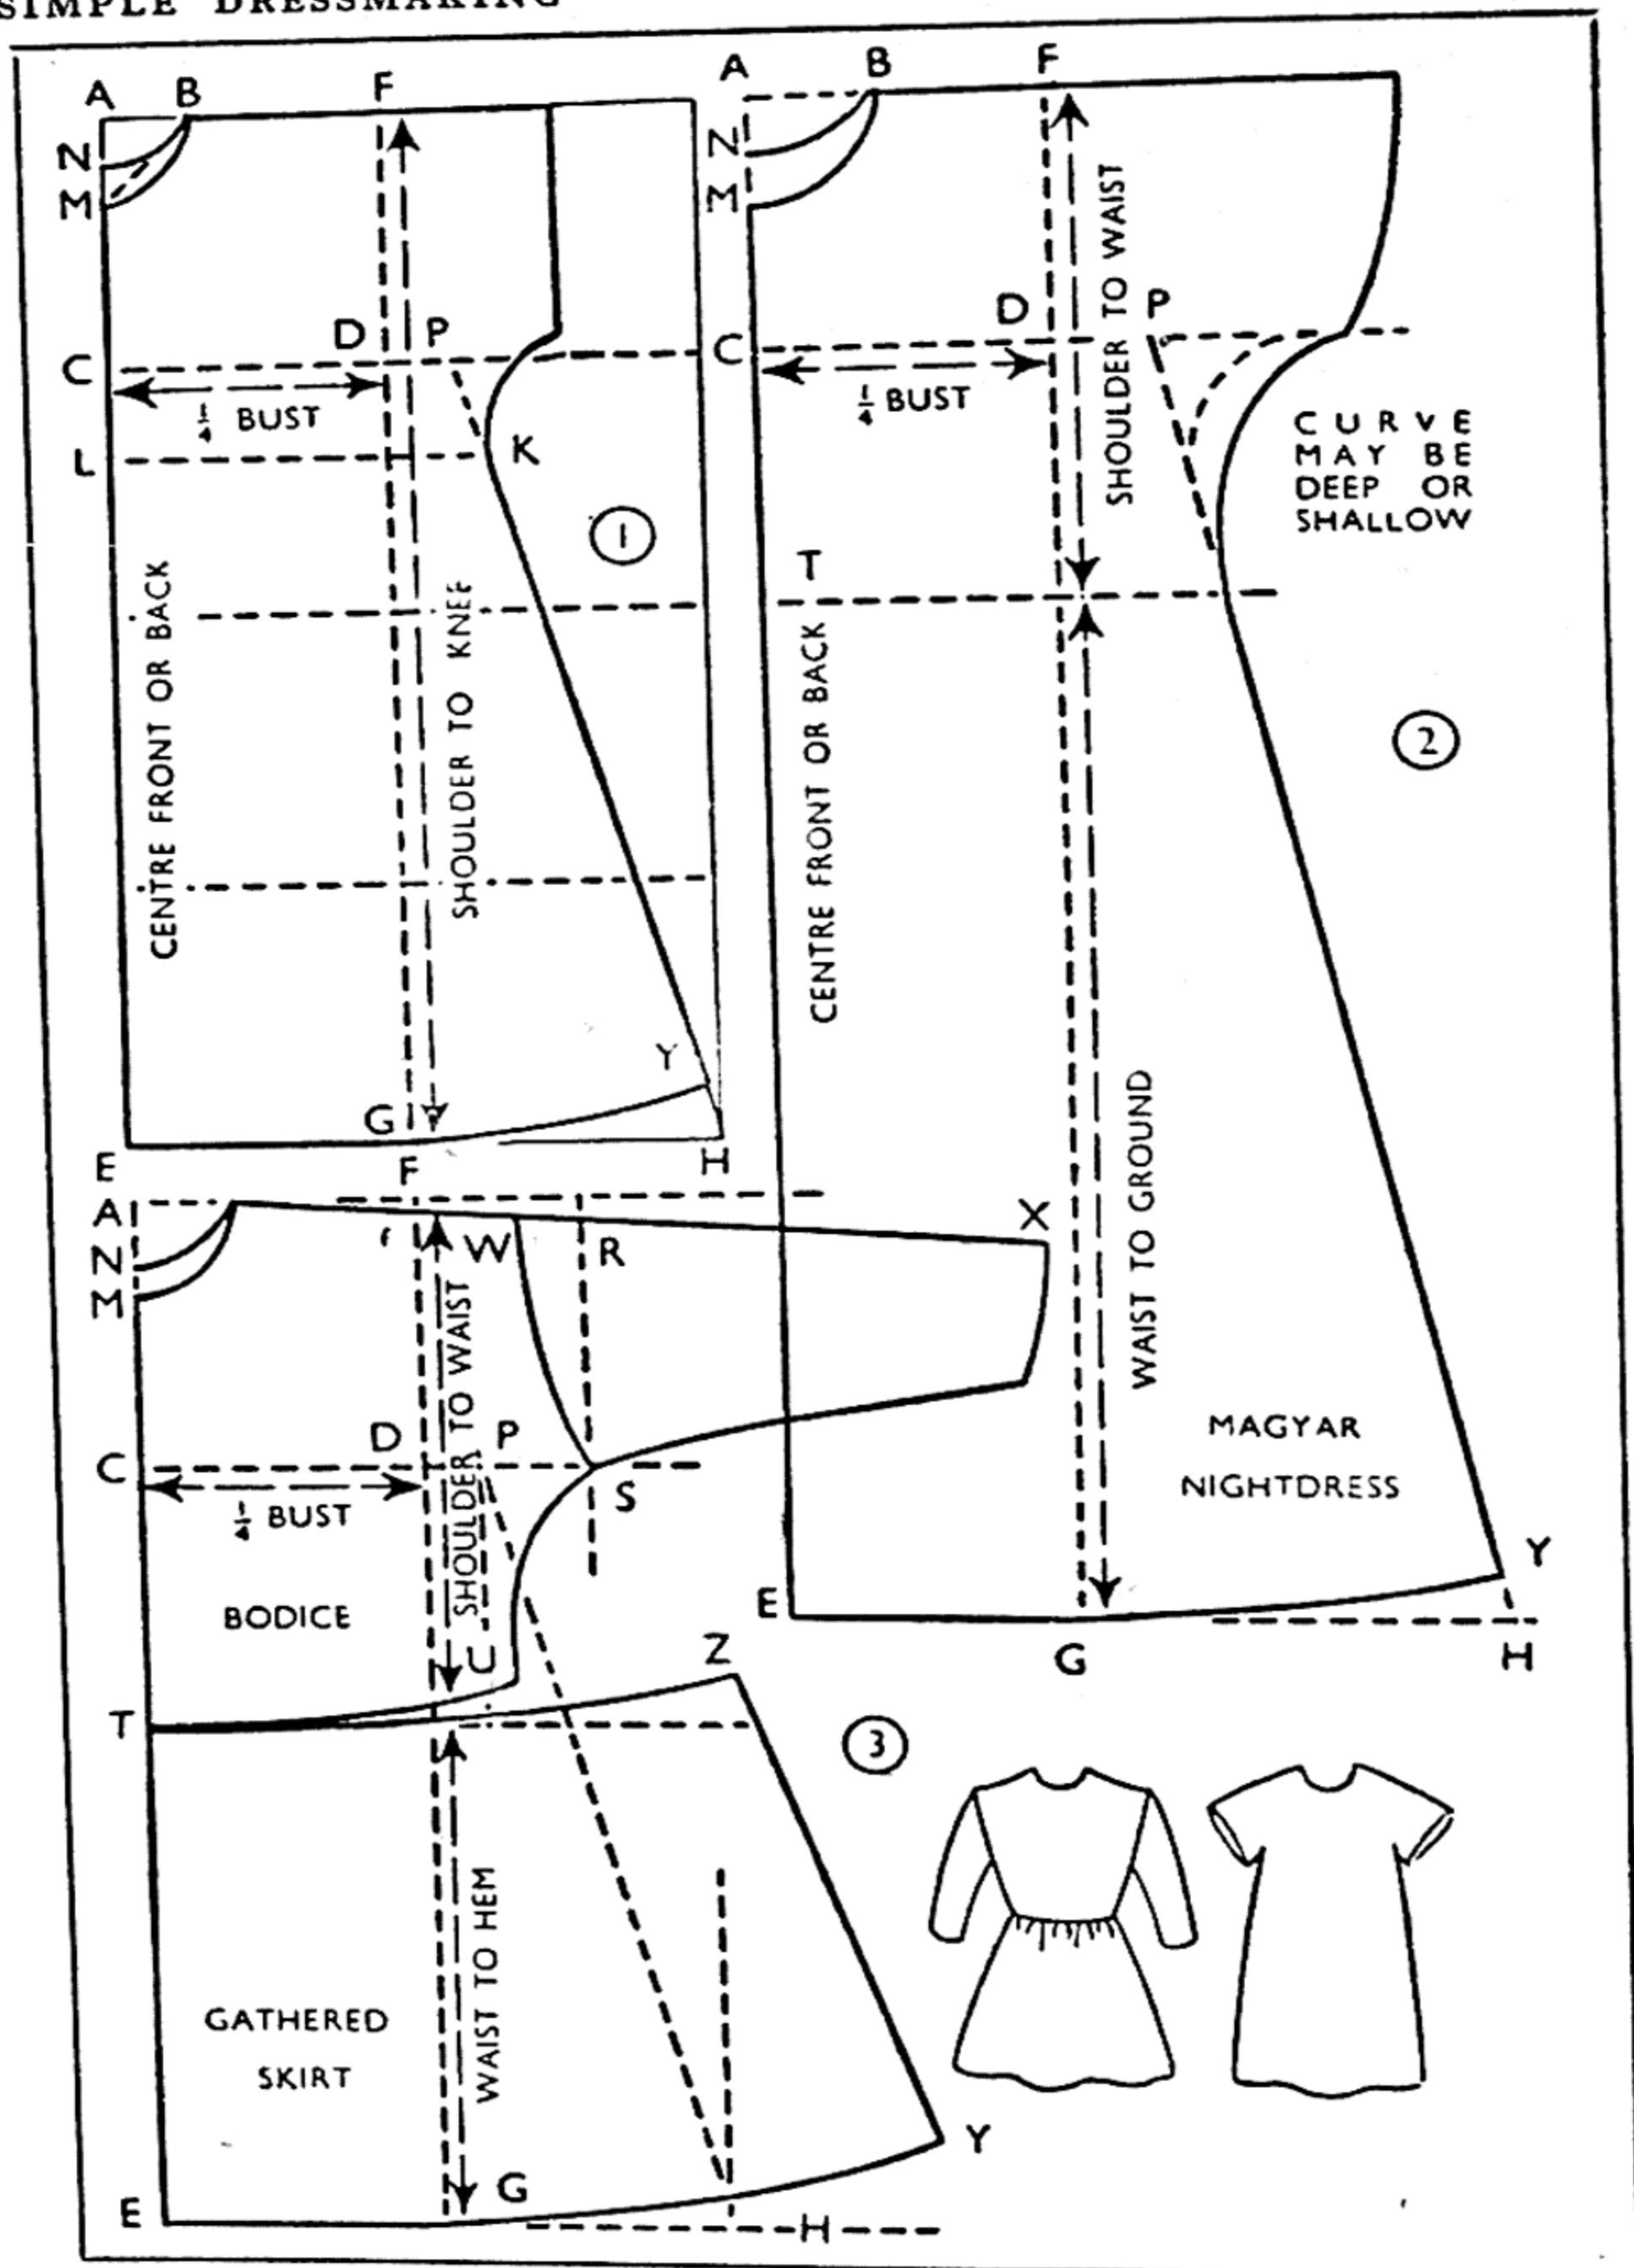 SIMPLE DRESSMAKING
A B F
N
M
D P
C
1/4 BUST
L K
1
CENTRE FRONT OR BACK
SHOULDER TO KNEE
Y
G
E H
A B F
N
M
SHOULDER TO WAIST
D P
C
1/4 BUST
CURVE
MAY BE
DEEP OR
SHALLOW
T
CENTRE FRONT OR BACK
2
WAIST TO GROUND
MAGYAR
NIGHTDRESS
Y
E
G H
F
A
N W R X
M
SHOULDER TO WAIST
D P
C
S
1/4 BUST
BODICE
U
Z
T
3
WAIST TO HEM
GATHERED
SKIRT
Y
G
E
H